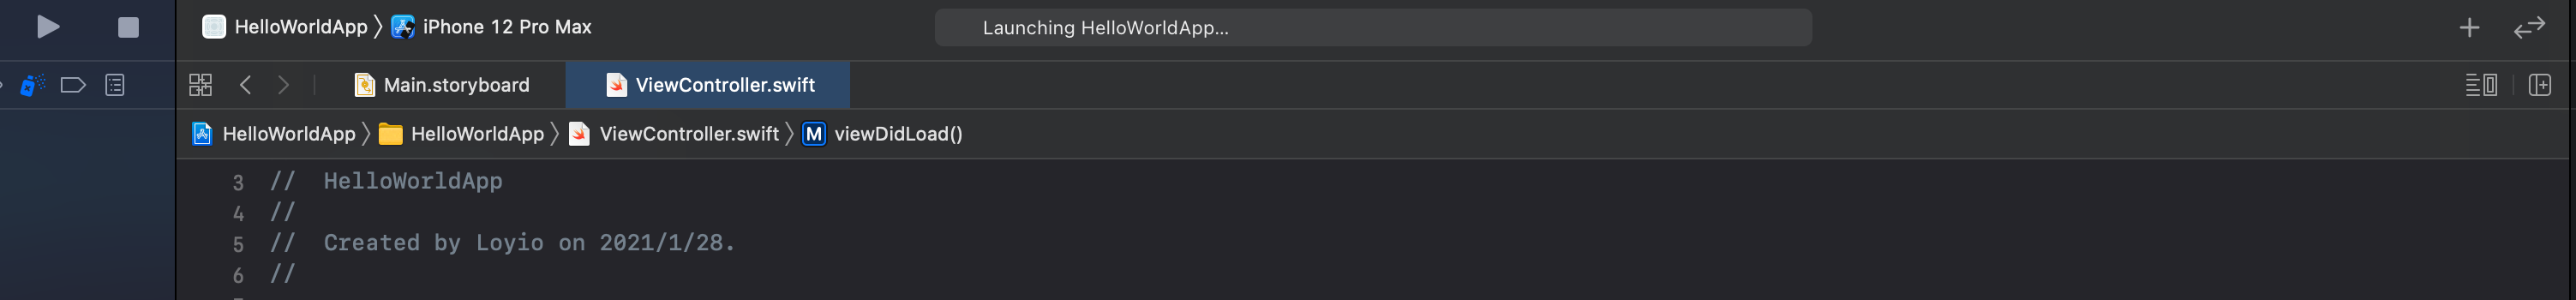 HelloWorldApp 〉 iPhone 12 Pro Max
Launching HelloWorldApp...
Main.storyboard
ViewController.swift
HelloWorldApp 〉 HelloWorldApp 〉 ViewController.swift 〉 M viewDidLoad()
3 //  HelloWorldApp
4 //
5 //  Created by Loyio on 2021/1/28.
6 //